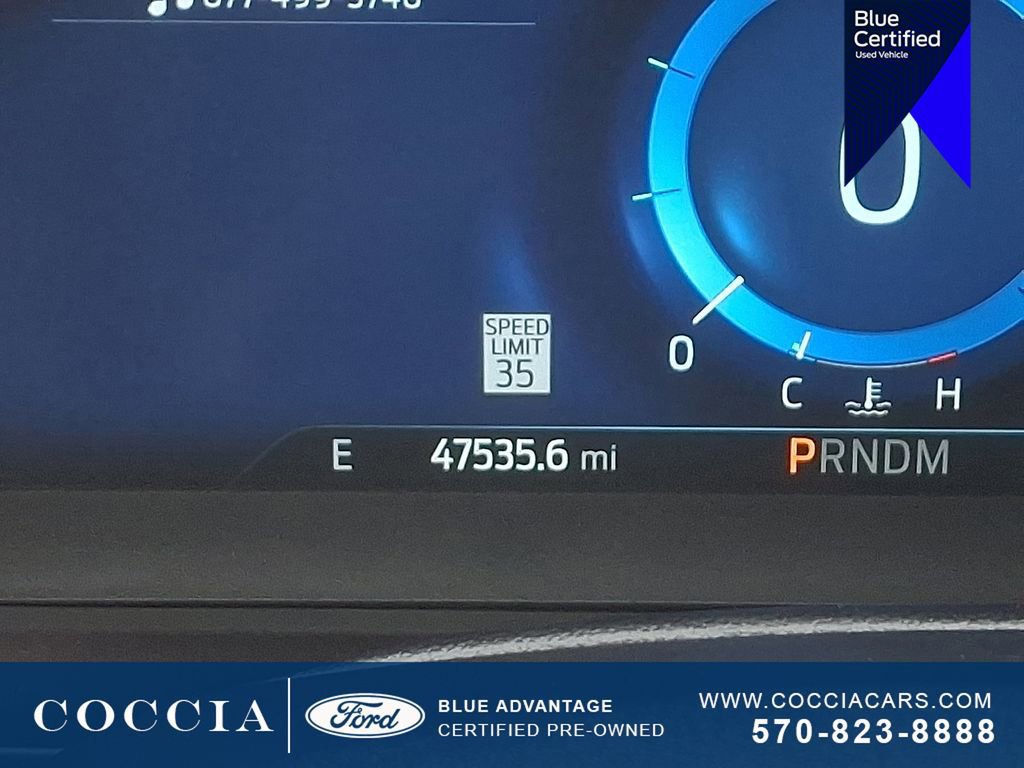 Blue
Certified
Used Vehicle
0
SPEED
LIMIT
35
0
C H
E 47535.6 mi PRNDM
COCCIA Ford BLUE ADVANTAGE
CERTIFIED PRE-OWNED
WWW.COCCIACARS.COM
570-823-8888